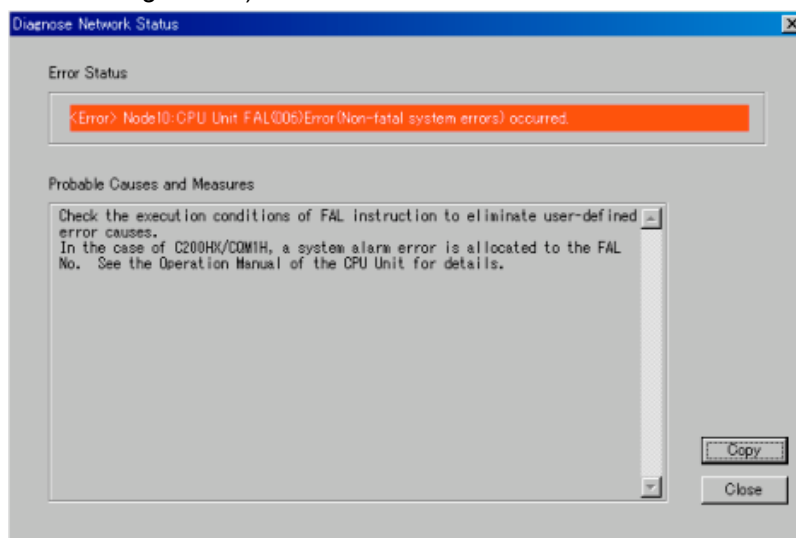 Diagnose Network Status
Error Status
<Error> Node10:CPU Unit FAL(006)Error(Non-fatal system errors) occurred.
Probable Causes and Measures
Check the execution conditions of FAL instruction to eliminate user-defined
error causes.
In the case of C200HX/CQM1H, a system alarm error is allocated to the FAL
No.  See the Operation Manual of the CPU Unit for details.
Copy
Close